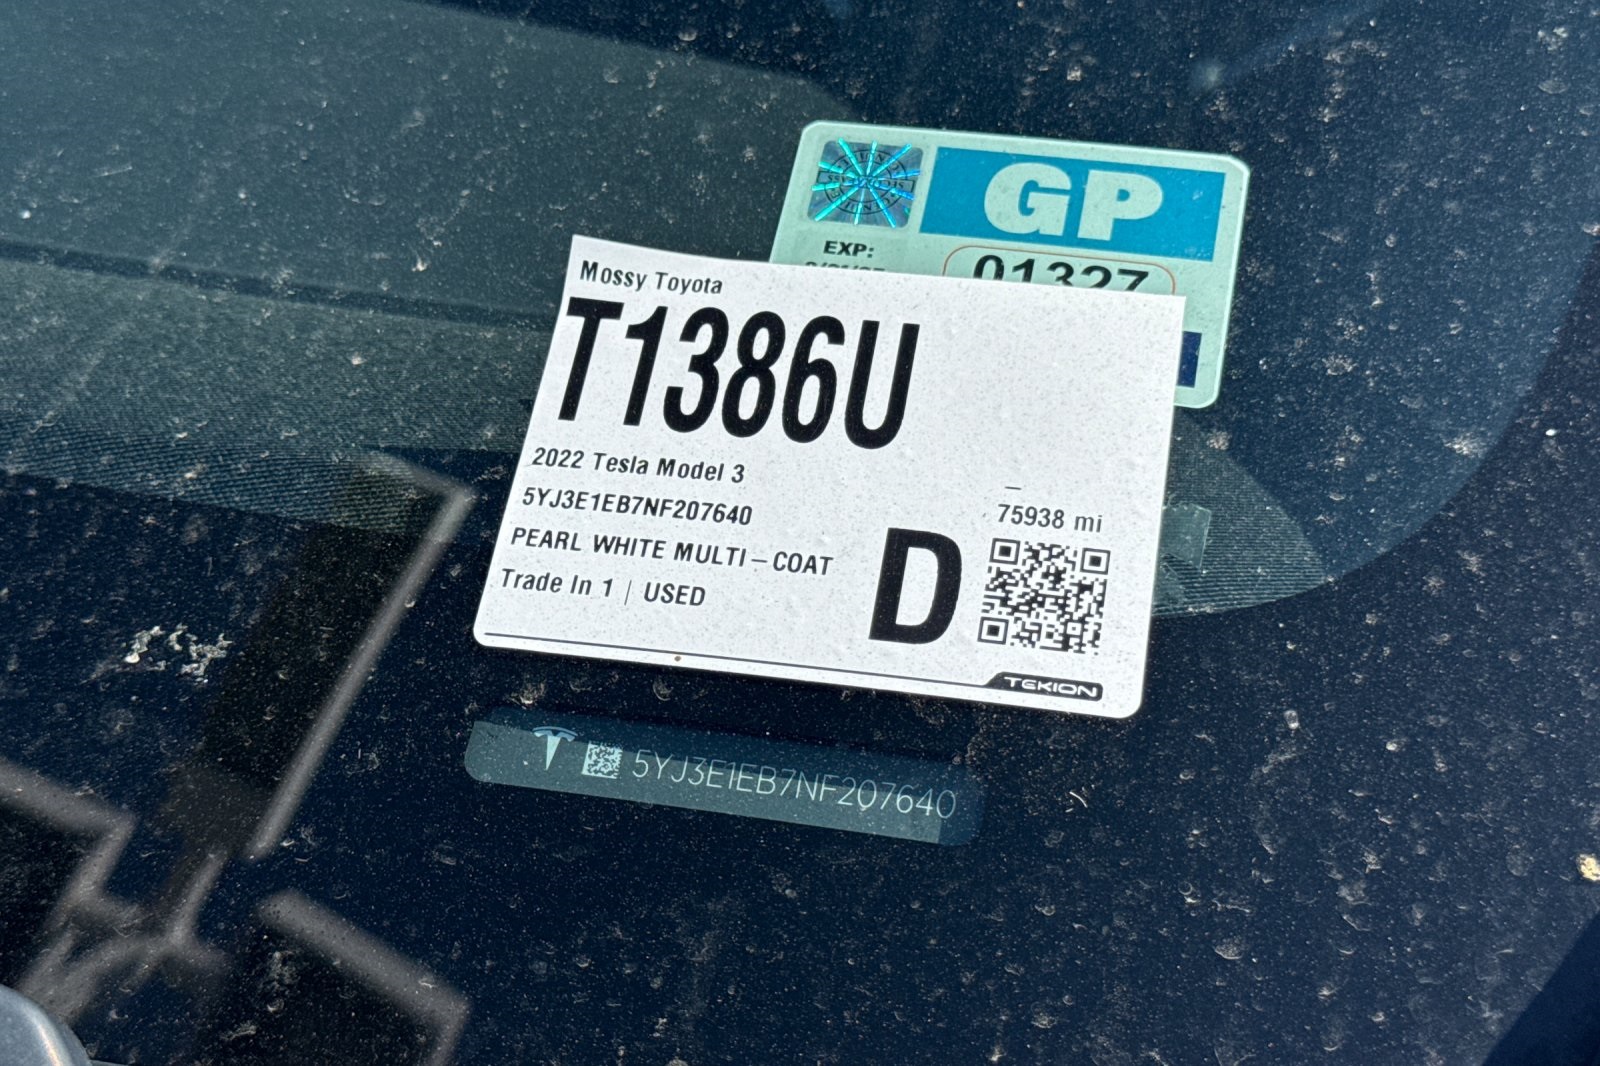 GP
EXP:
01327
Mossy Toyota
T1386U
2022 Tesla Model 3
5YJ3E1EB7NF207640
75938 mi
PEARL WHITE MULTI-COAT
D
Trade In 1 | USED
TEKION
5YJ3E1EB7NF207640